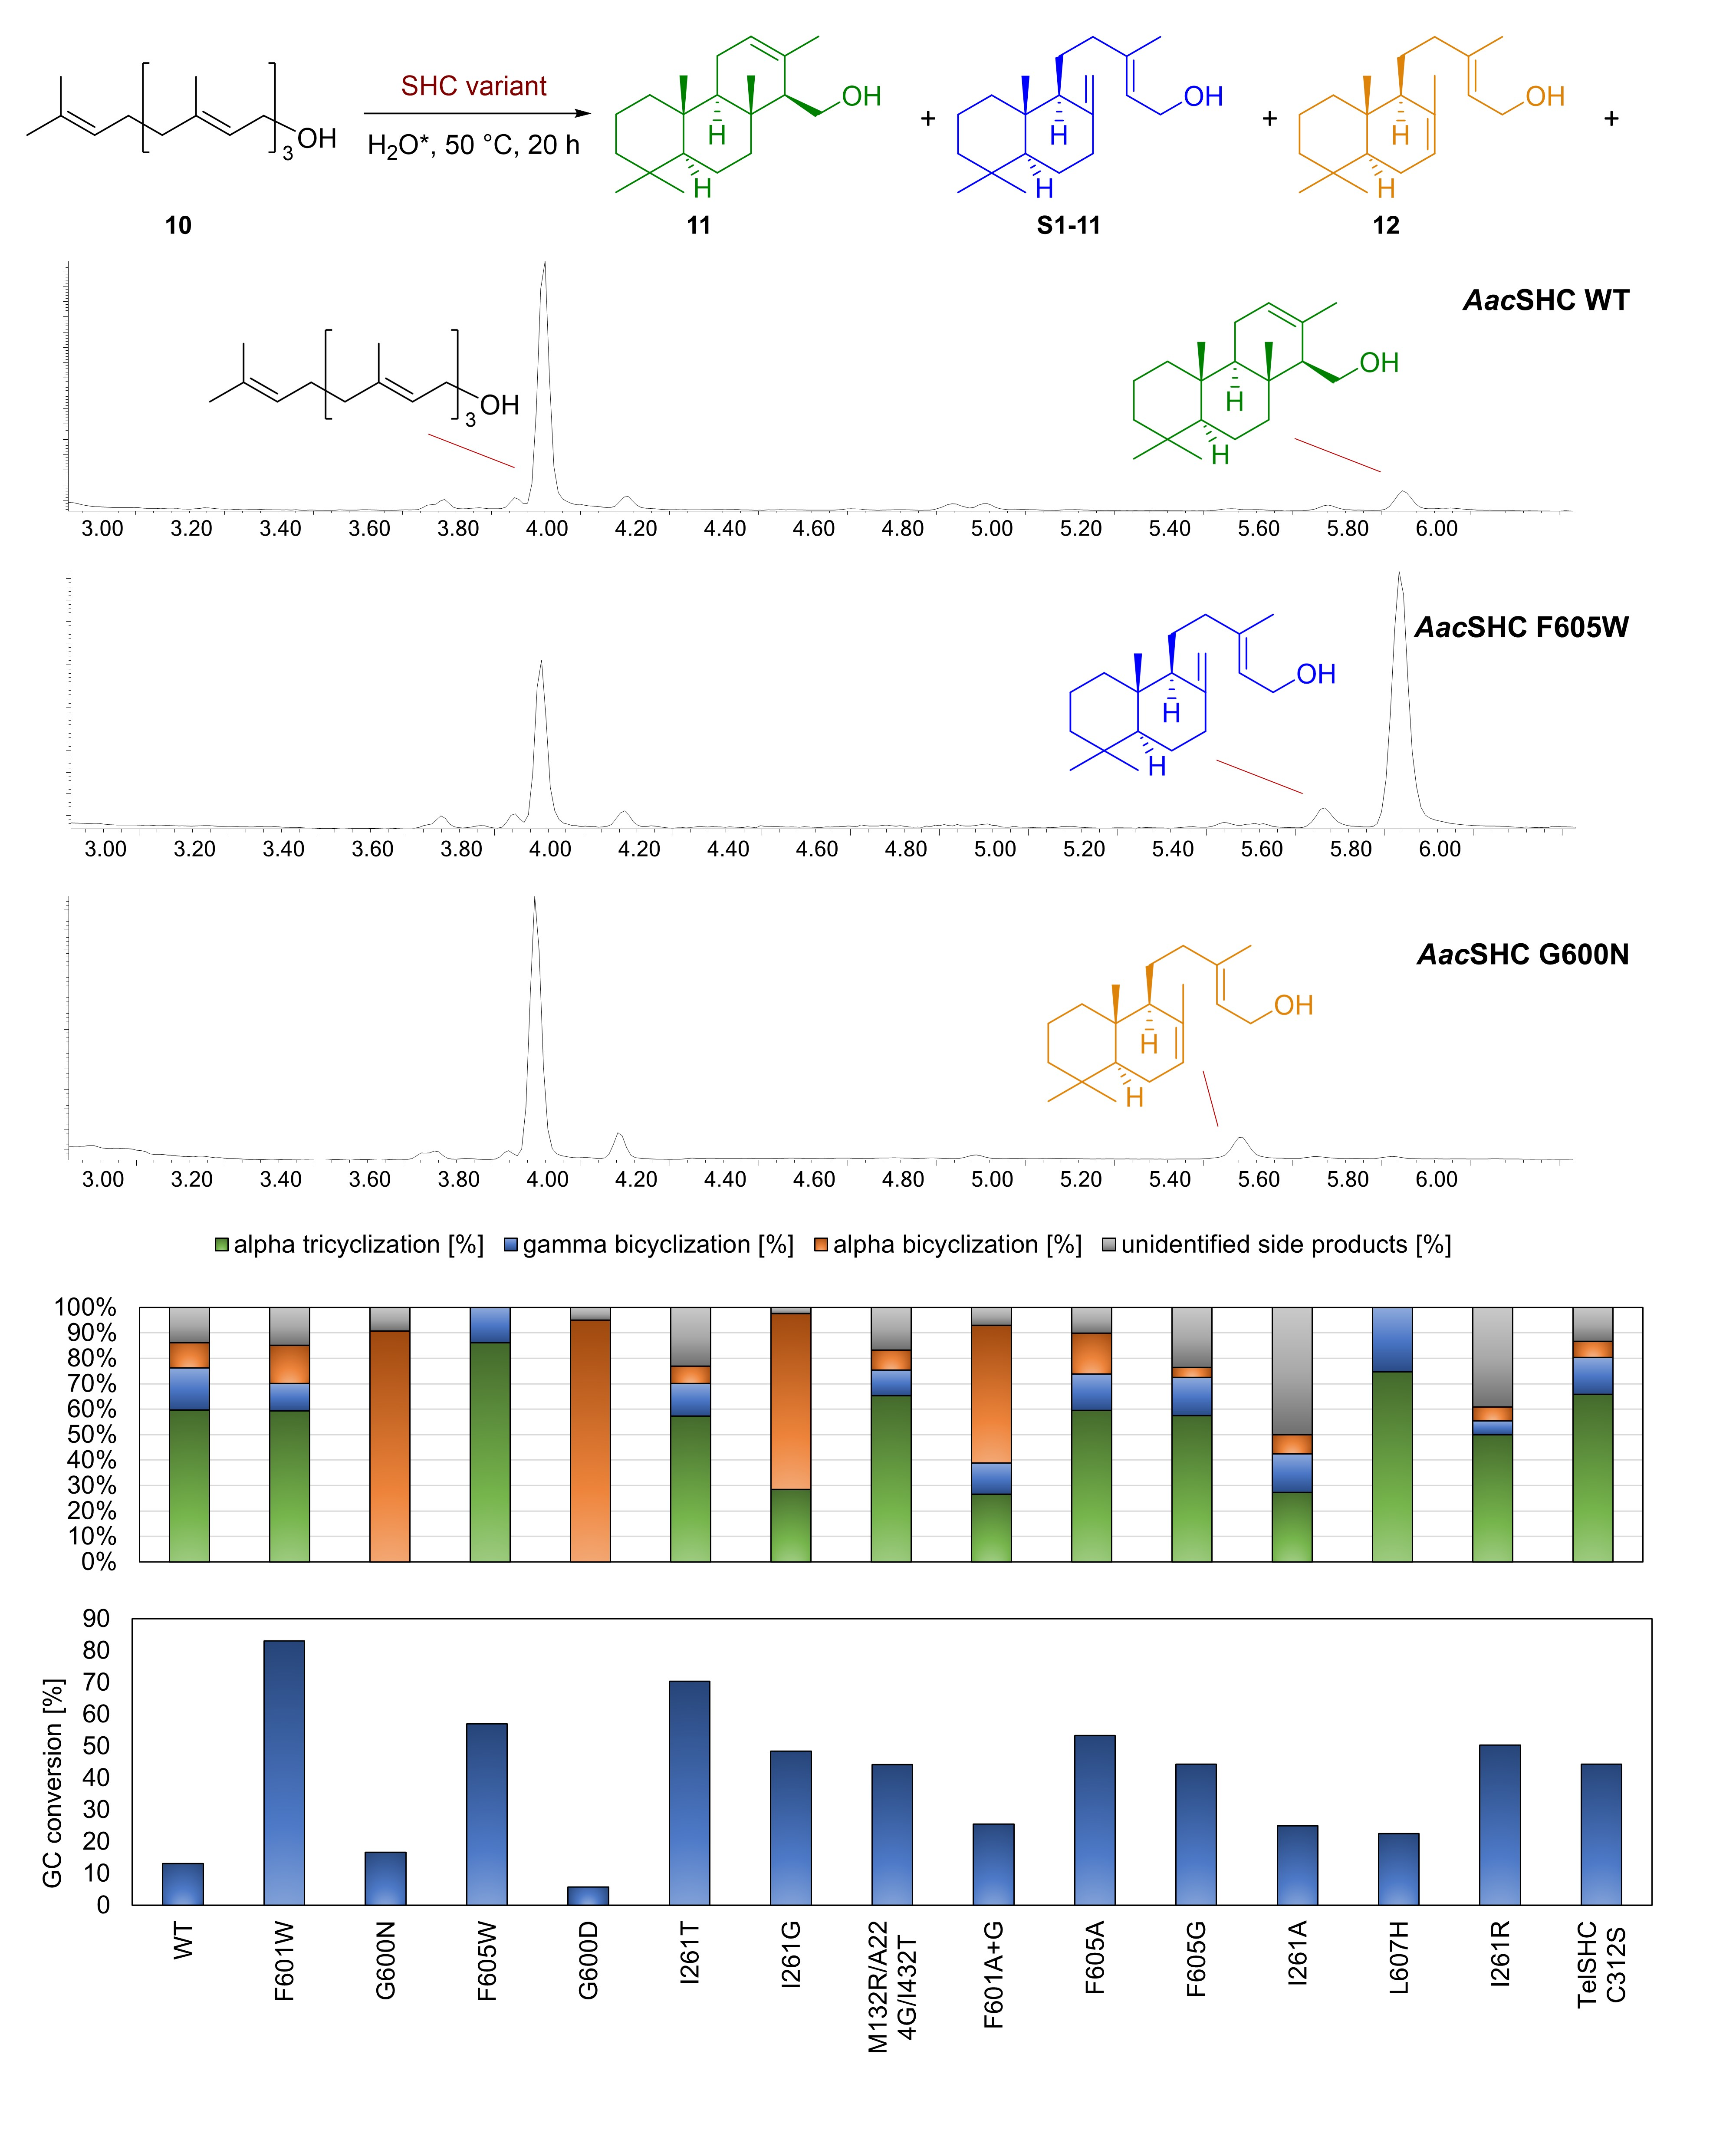 OH
3
SHC variant
H2O*, 50 °C, 20 h
H
H
OH
+
H
H
OH
+
H
H
OH
+
10
11
S1-11
12
AacSHC WT
3
OH
H
H
OH
3.00 3.20 3.40 3.60 3.80 4.00 4.20 4.40 4.60 4.80 5.00 5.20 5.40 5.60 5.80 6.00
AacSHC F605W
H
H
OH
3.00 3.20 3.40 3.60 3.80 4.00 4.20 4.40 4.60 4.80 5.00 5.20 5.40 5.60 5.80 6.00
AacSHC G600N
H
H
OH
3.00 3.20 3.40 3.60 3.80 4.00 4.20 4.40 4.60 4.80 5.00 5.20 5.40 5.60 5.80 6.00
alpha tricyclization [%] gamma bicyclization [%] alpha bicyclization [%] unidentified side products [%]
100%
90%
80%
70%
60%
50%
40%
30%
20%
10%
0%
GC conversion [%]
90
80
70
60
50
40
30
20
10
0
WT
F601W
G600N
F605W
G600D
I261T
I261G
M132R/A22
4G/I432T
F601A+G
F605A
F605G
I261A
L607H
I261R
TelSHC
C312S